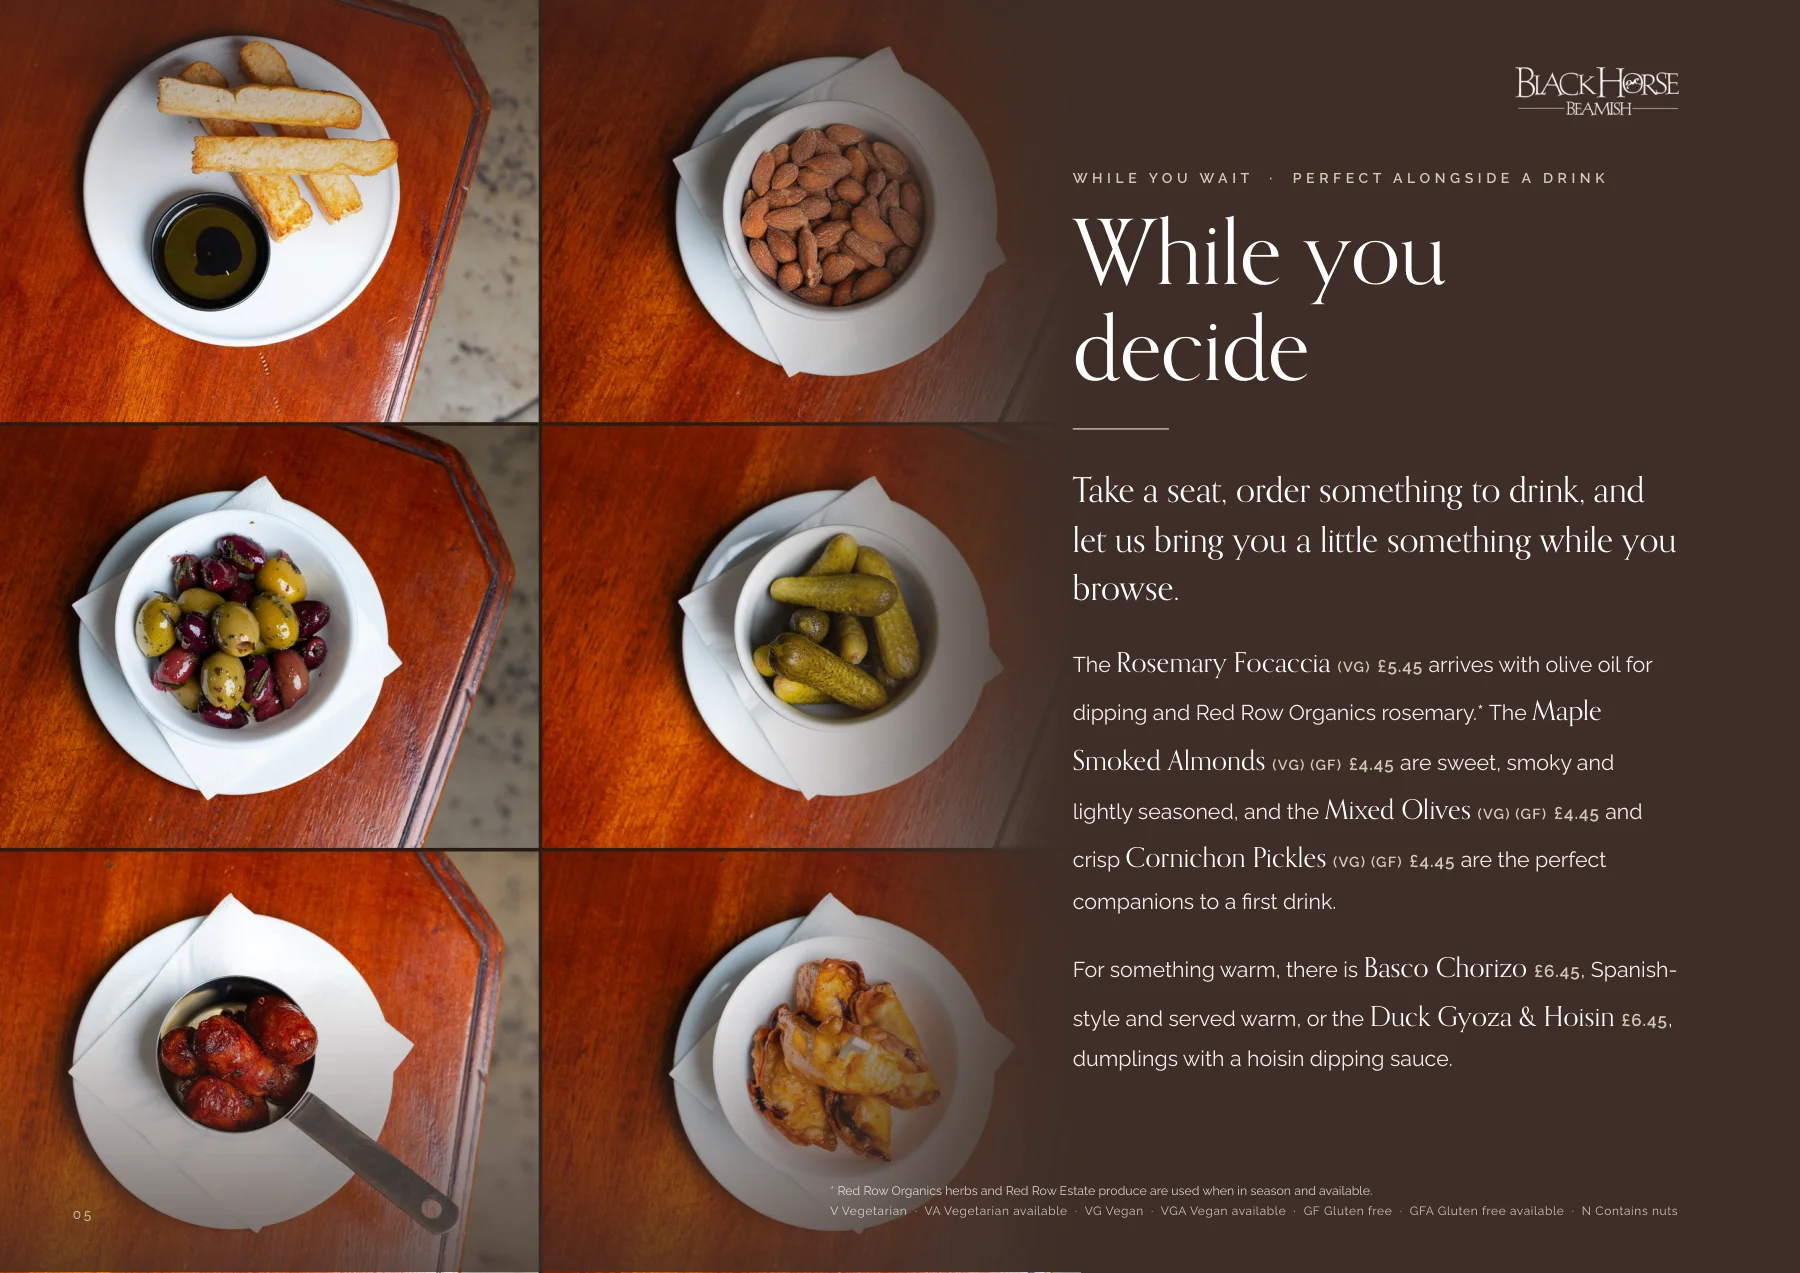 BLACK HORSE
BEAMISH
WHILE YOU WAIT · PERFECT ALONGSIDE A DRINK
While you
decide
Take a seat, order something to drink, and
let us bring you a little something while you
browse.
The Rosemary Focaccia (VG) £5.45 arrives with olive oil for
dipping and Red Row Organics rosemary.* The Maple
Smoked Almonds (VG) (GF) £4.45 are sweet, smoky and
lightly seasoned, and the Mixed Olives (VG) (GF) £4.45 and
crisp Cornichon Pickles (VG) (GF) £4.45 are the perfect
companions to a first drink.
For something warm, there is Basco Chorizo £6.45, Spanish-
style and served warm, or the Duck Gyoza & Hoisin £6.45,
dumplings with a hoisin dipping sauce.
* Red Row Organics herbs and Red Row Estate produce are used when in season and available.
V Vegetarian · VA Vegetarian available · VG Vegan · VGA Vegan available · GF Gluten free · GFA Gluten free available · N Contains nuts
05